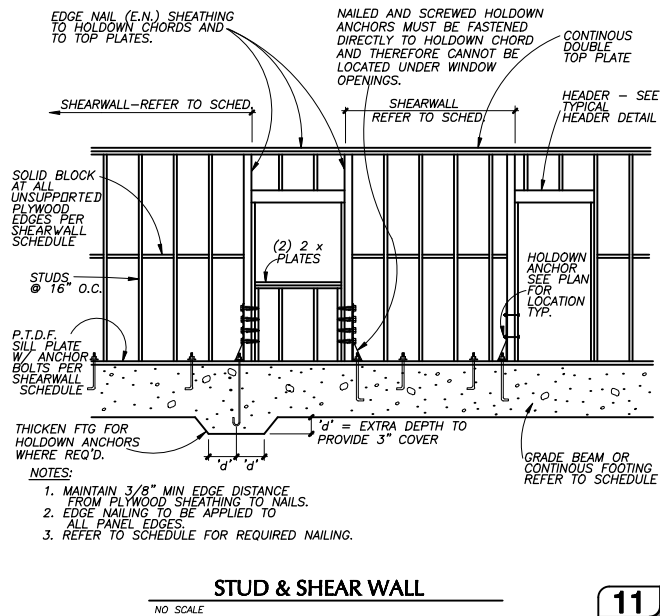 EDGE NAIL (E.N.) SHEATHING
TO HOLDOWN CHORDS AND
TO TOP PLATES.
NAILED AND SCREWED HOLDOWN
ANCHORS MUST BE FASTENED
DIRECTLY TO HOLDOWN CHORD
AND THEREFORE CANNOT BE
LOCATED UNDER WINDOW
OPENINGS.
CONTINOUS
DOUBLE
TOP PLATE
SHEARWALL-REFER TO SCHED.
SHEARWALL
REFER TO SCHED.
HEADER - SEE
TYPICAL
HEADER DETAIL
SOLID BLOCK
AT ALL
UNSUPPORTED
PLYWOOD
EDGES PER
SHEARWALL
SCHEDULE
(2) 2 x
PLATES
HOLDOWN
ANCHOR
SEE PLAN
FOR
LOCATION
TYP.
STUDS
@ 16" O.C.
P.T.D.F.
SILL PLATE
W/ ANCHOR
BOLTS PER
SHEARWALL
SCHEDULE
THICKEN FTG FOR
HOLDOWN ANCHORS
WHERE REQ'D.
'd'
'd'
'd' = EXTRA DEPTH TO
PROVIDE 3" COVER
GRADE BEAM OR
CONTINOUS FOOTING
REFER TO SCHEDULE
NOTES:
1. MAINTAIN 3/8" MIN EDGE DISTANCE
FROM PLYWOOD SHEATHING TO NAILS.
2. EDGE NAILING TO BE APPLIED TO
ALL PANEL EDGES.
3. REFER TO SCHEDULE FOR REQUIRED NAILING.
STUD & SHEAR WALL
NO SCALE
11